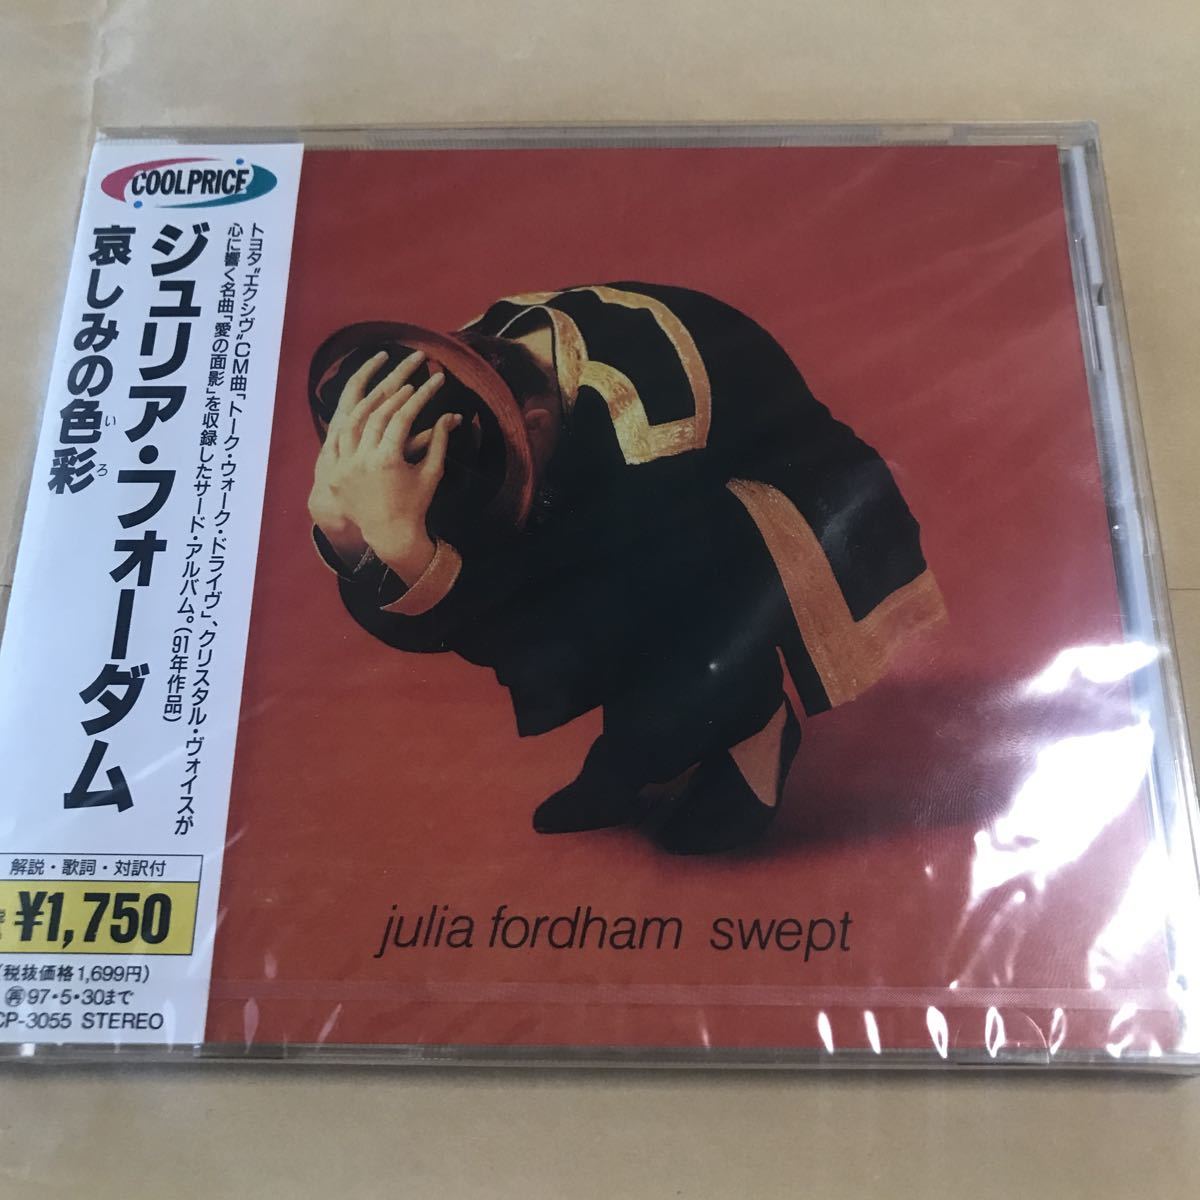 COOLPRICE
トヨタ"エクシヴ"CM曲「トーク・ウォーク・ドライヴ」、クリスタル・ヴォイスが
心に響く名曲「愛の面影」を収録したサード・アルバム。(91年作品)
ジュリア・フォーダム
哀しみの色彩
いろ
解説・歌詞・対訳付
¥1,750
(税抜価格1,699円)
再97・5・30まで
CP-3055 STEREO
julia fordham swept